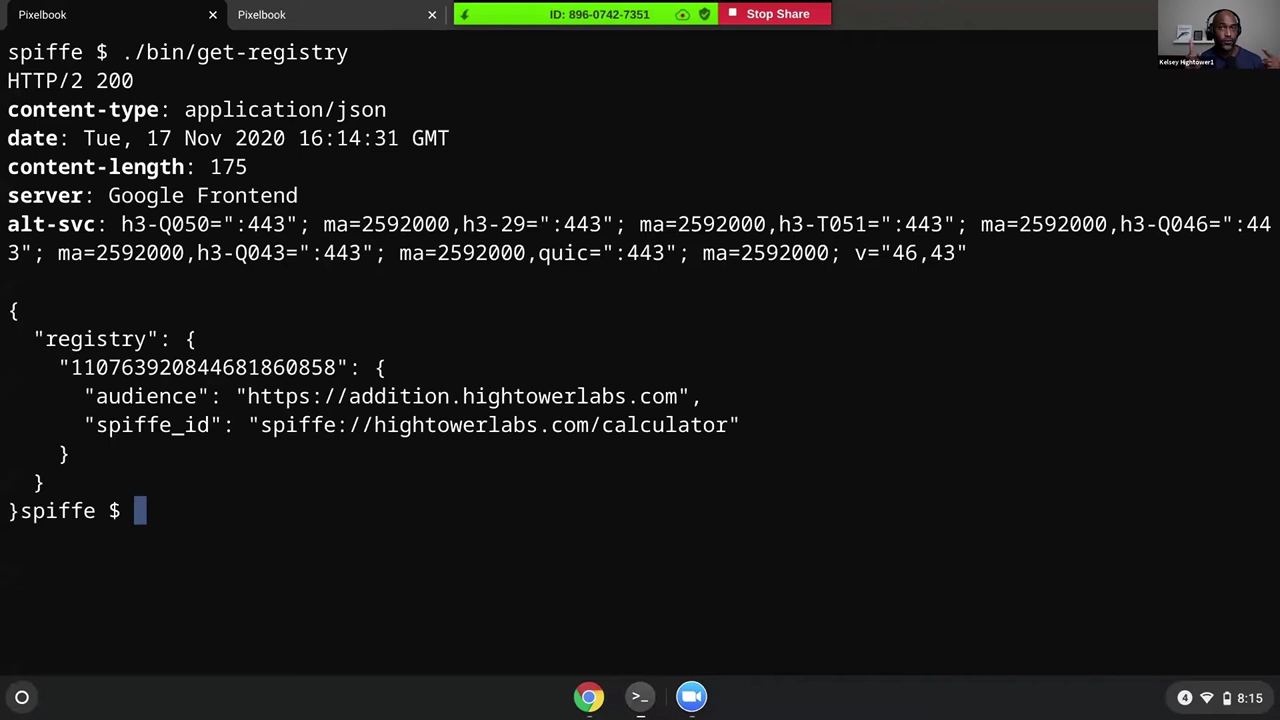 Pixelbook
Pixelbook
ID: 896-0742-7351
Stop Share
Kelsey Hightower1
spiffe $ ./bin/get-registry
HTTP/2 200
content-type: application/json
date: Tue, 17 Nov 2020 16:14:31 GMT
content-length: 175
server: Google Frontend
alt-svc: h3-Q050=":443"; ma=2592000,h3-29=":443"; ma=2592000,h3-T051=":443"; ma=2592000,h3-Q046=":44
3"; ma=2592000,h3-Q043=":443"; ma=2592000,quic=":443"; ma=2592000; v="46,43"
{
"registry": {
"110763920844681860858": {
"audience": "https://addition.hightowerlabs.com",
"spiffe_id": "spiffe://hightowerlabs.com/calculator"
}
}
}spiffe $
4
8:15